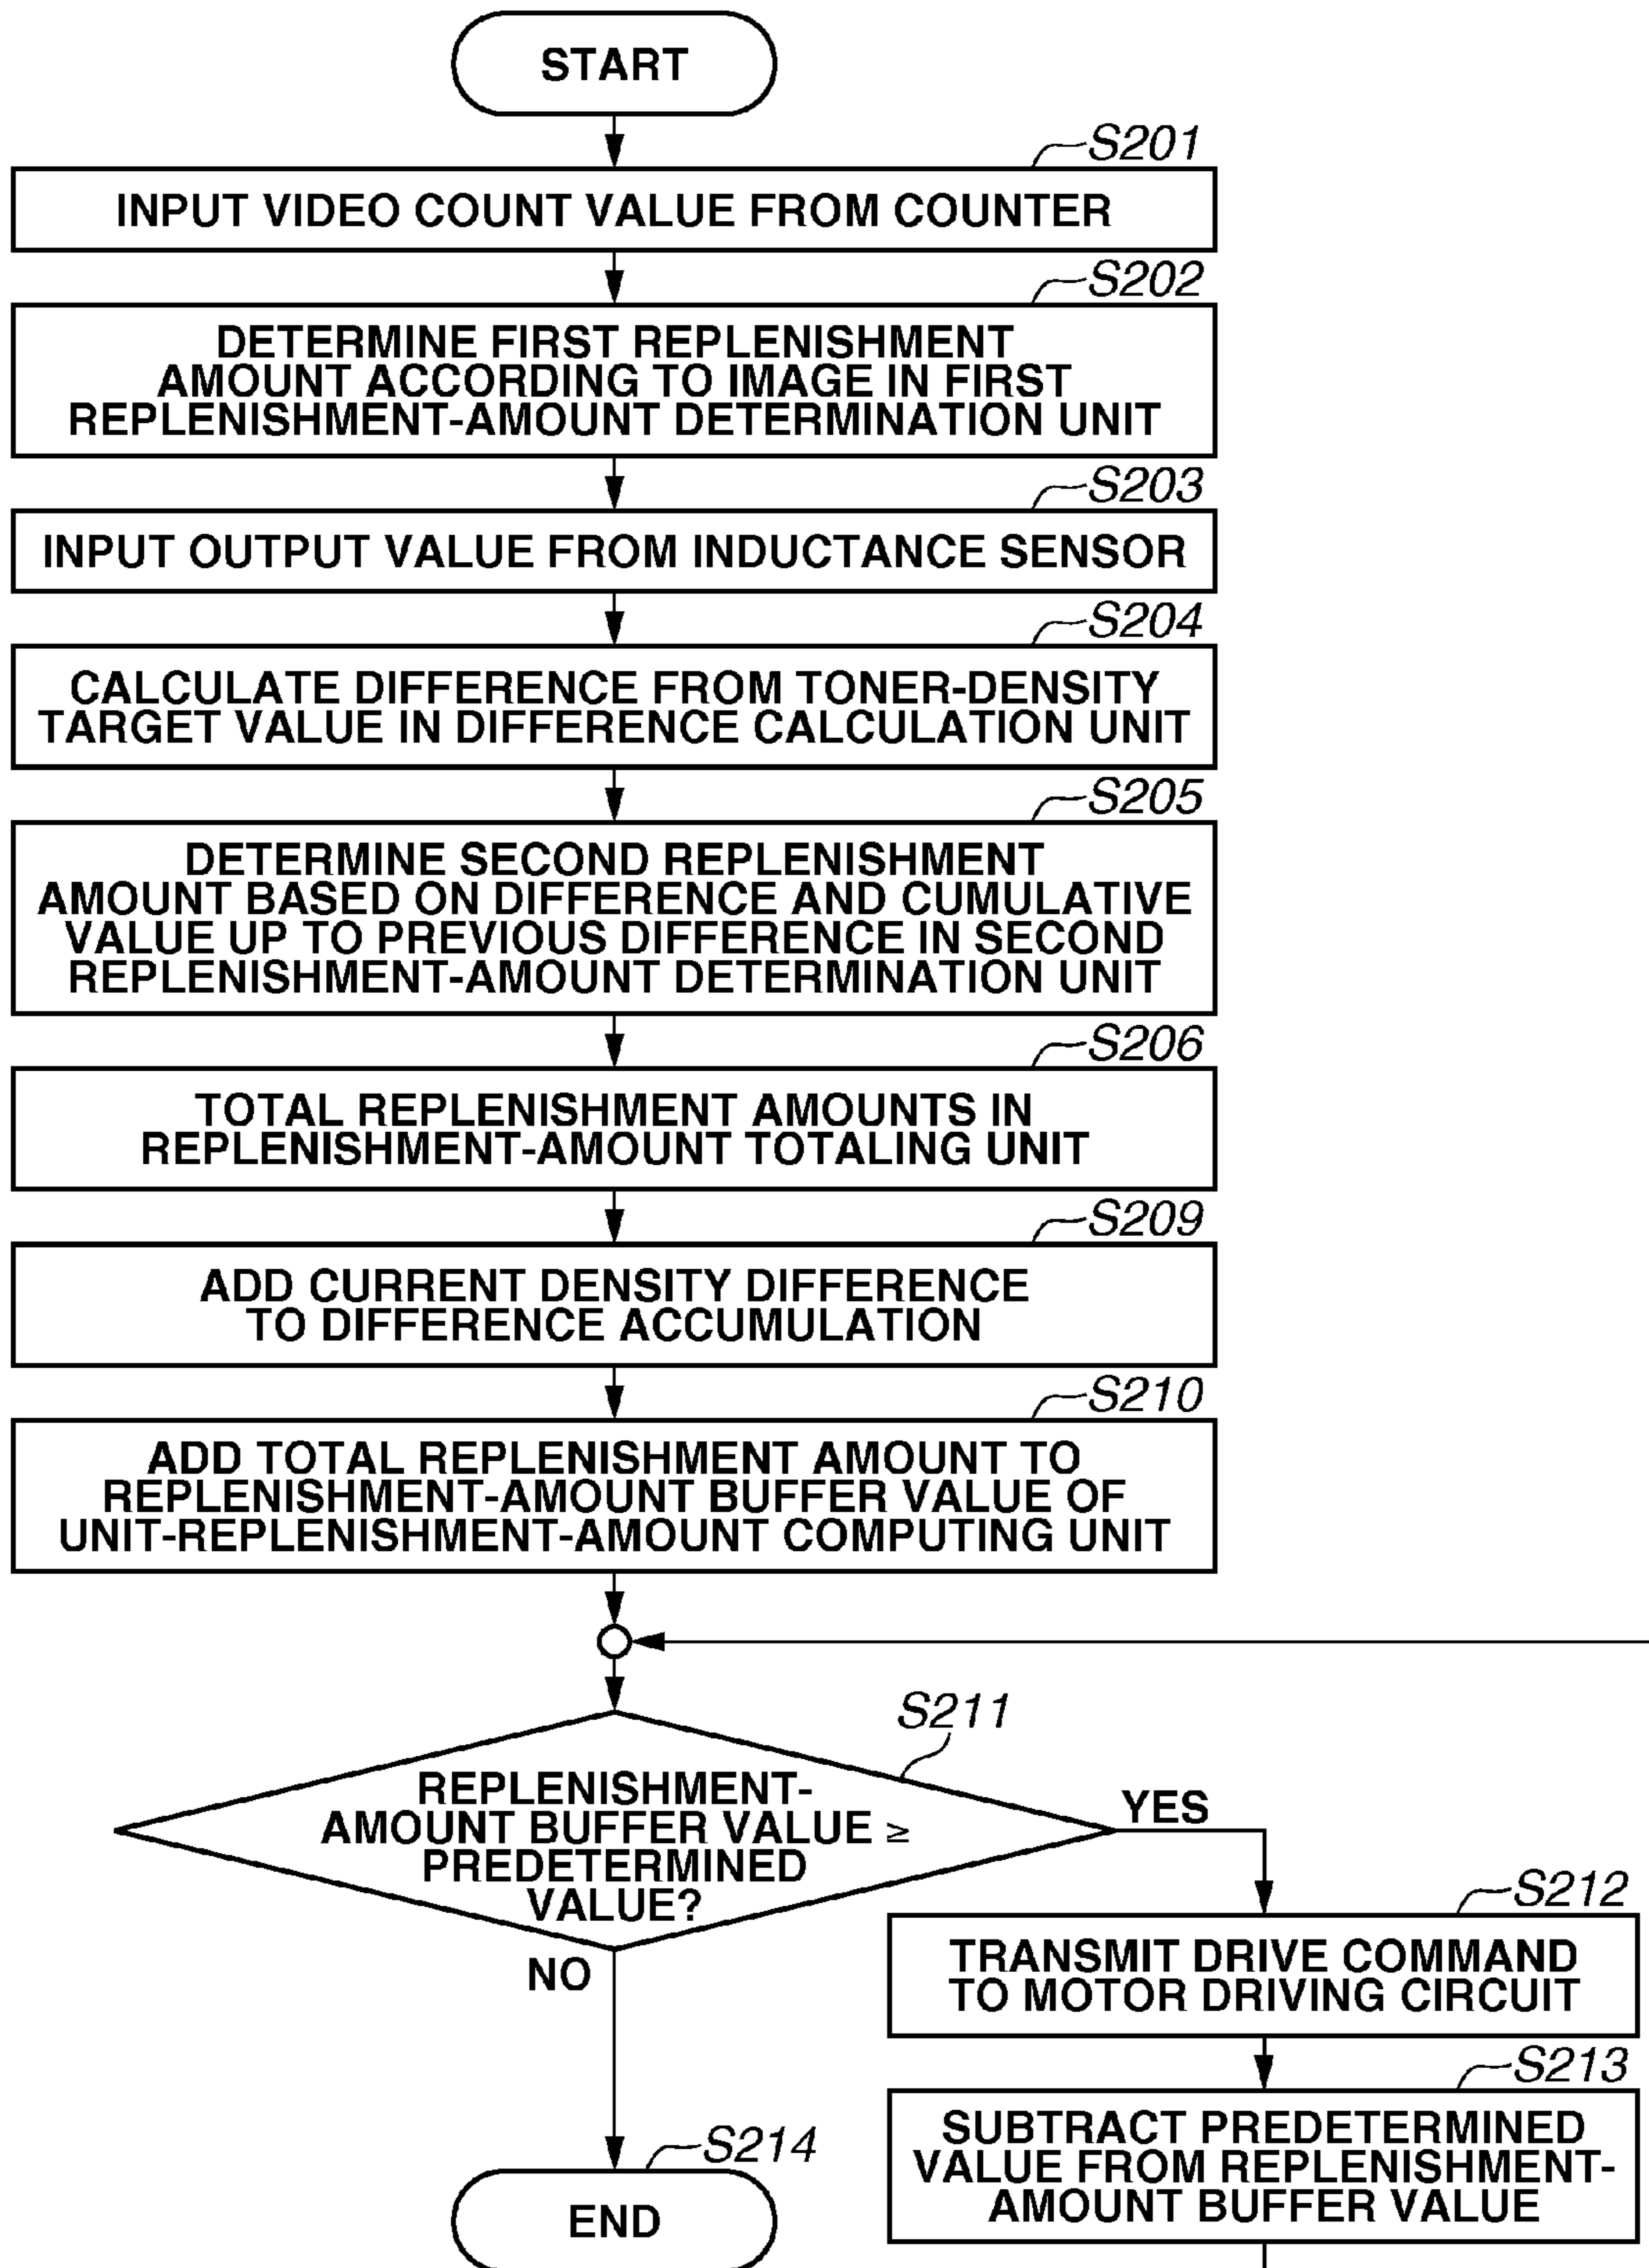 START
S201
INPUT VIDEO COUNT VALUE FROM COUNTER
S202
DETERMINE FIRST REPLENISHMENT
AMOUNT ACCORDING TO IMAGE IN FIRST
REPLENISHMENT-AMOUNT DETERMINATION UNIT
S203
INPUT OUTPUT VALUE FROM INDUCTANCE SENSOR
S204
CALCULATE DIFFERENCE FROM TONER-DENSITY
TARGET VALUE IN DIFFERENCE CALCULATION UNIT
S205
DETERMINE SECOND REPLENISHMENT
AMOUNT BASED ON DIFFERENCE AND CUMULATIVE
VALUE UP TO PREVIOUS DIFFERENCE IN SECOND
REPLENISHMENT-AMOUNT DETERMINATION UNIT
S206
TOTAL REPLENISHMENT AMOUNTS IN
REPLENISHMENT-AMOUNT TOTALING UNIT
S209
ADD CURRENT DENSITY DIFFERENCE
TO DIFFERENCE ACCUMULATION
S210
ADD TOTAL REPLENISHMENT AMOUNT TO
REPLENISHMENT-AMOUNT BUFFER VALUE OF
UNIT-REPLENISHMENT-AMOUNT COMPUTING UNIT
S211
REPLENISHMENT-
AMOUNT BUFFER VALUE ≥
PREDETERMINED
VALUE?
YES
NO
S212
TRANSMIT DRIVE COMMAND
TO MOTOR DRIVING CIRCUIT
S213
SUBTRACT PREDETERMINED
VALUE FROM REPLENISHMENT-
AMOUNT BUFFER VALUE
S214
END